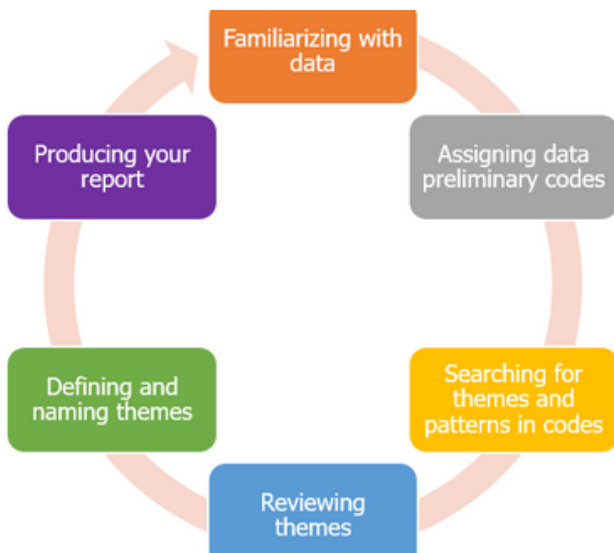 Familiarizing with
data
Assigning data
preliminary codes
Searching for
themes and
patterns in codes
Reviewing
themes
Defining and
naming themes
Producing your
report